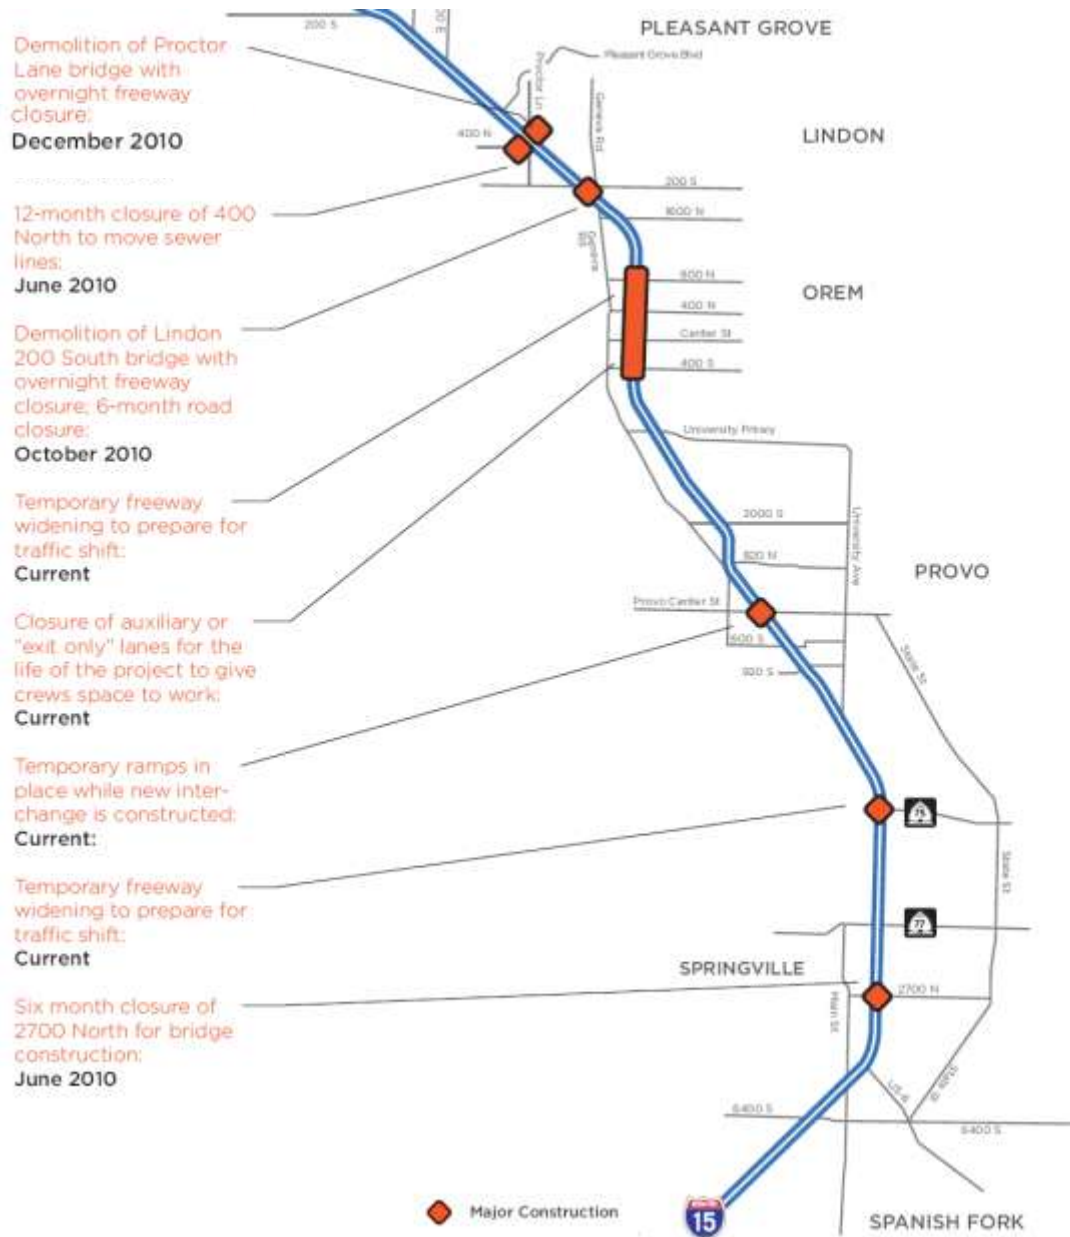 PLEASANT GROVE
200 S
Pleasant Grove Blvd
Proctor Ln
Geneva Rd
400 N
LINDON
200 S
1600 N
OREM
400 N
Center St
400 S
University Pkwy
2000 S
University Ave
820 N
PROVO
Provo Center St
600 S
920 S
State St
75
State St
77
SPRINGVILLE
2700 N
Main St
US-6
6400 S
6400 S
15
SPANISH FORK
Major Construction
Demolition of Proctor
Lane bridge with
overnight freeway
closure:
December 2010
12-month closure of 400
North to move sewer
lines:
June 2010
Demolition of Lindon
200 South bridge with
overnight freeway
closure; 6-month road
closure:
October 2010
Temporary freeway
widening to prepare for
traffic shift:
Current
Closure of auxiliary or
"exit only" lanes for the
life of the project to give
crews space to work:
Current
Temporary ramps in
place while new inter-
change is constructed:
Current:
Temporary freeway
widening to prepare for
traffic shift:
Current
Six month closure of
2700 North for bridge
construction:
June 2010